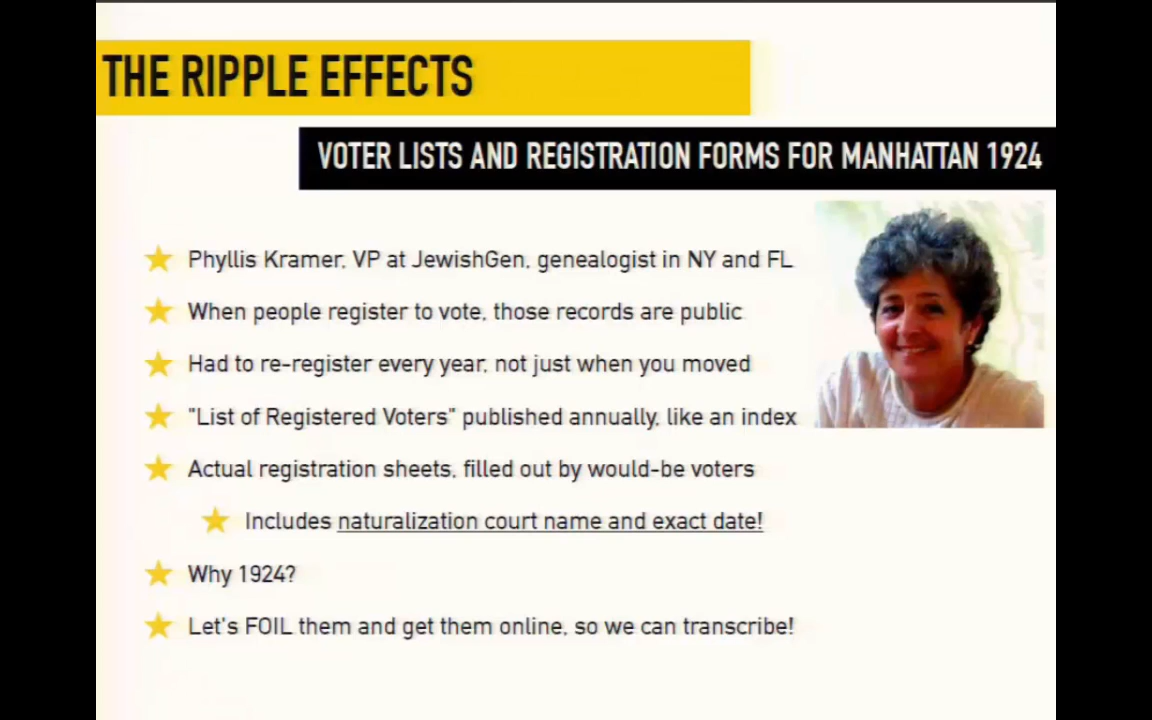 THE RIPPLE EFFECTS
VOTER LISTS AND REGISTRATION FORMS FOR MANHATTAN 1924
Phyllis Kramer, VP at JewishGen, genealogist in NY and FL
When people register to vote, those records are public
Had to re-register every year, not just when you moved
"List of Registered Voters" published annually, like an index
Actual registration sheets, filled out by would-be voters
Includes naturalization court name and exact date!
Why 1924?
Let's FOIL them and get them online, so we can transcribe!